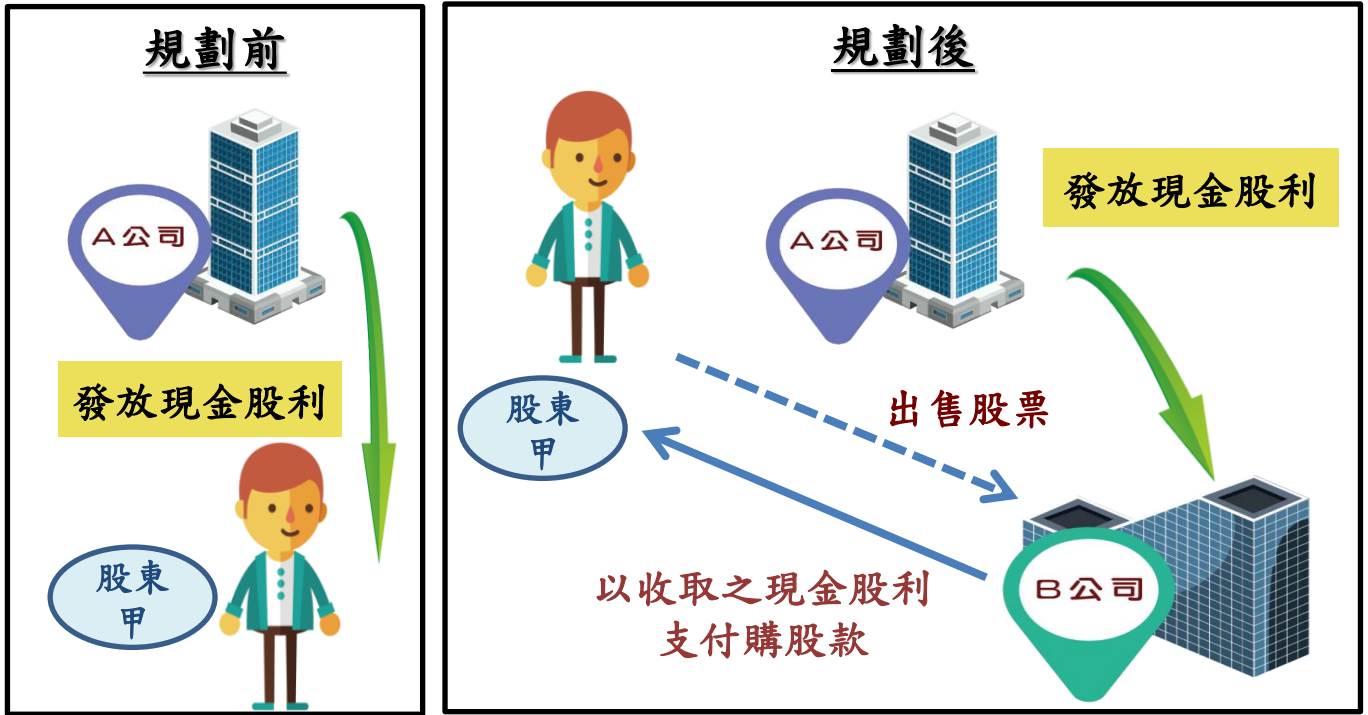 規劃前
A公司
發放現金股利
股東
甲
規劃後
A公司
發放現金股利
股東
甲
出售股票
以收取之現金股利
支付購股款
B公司